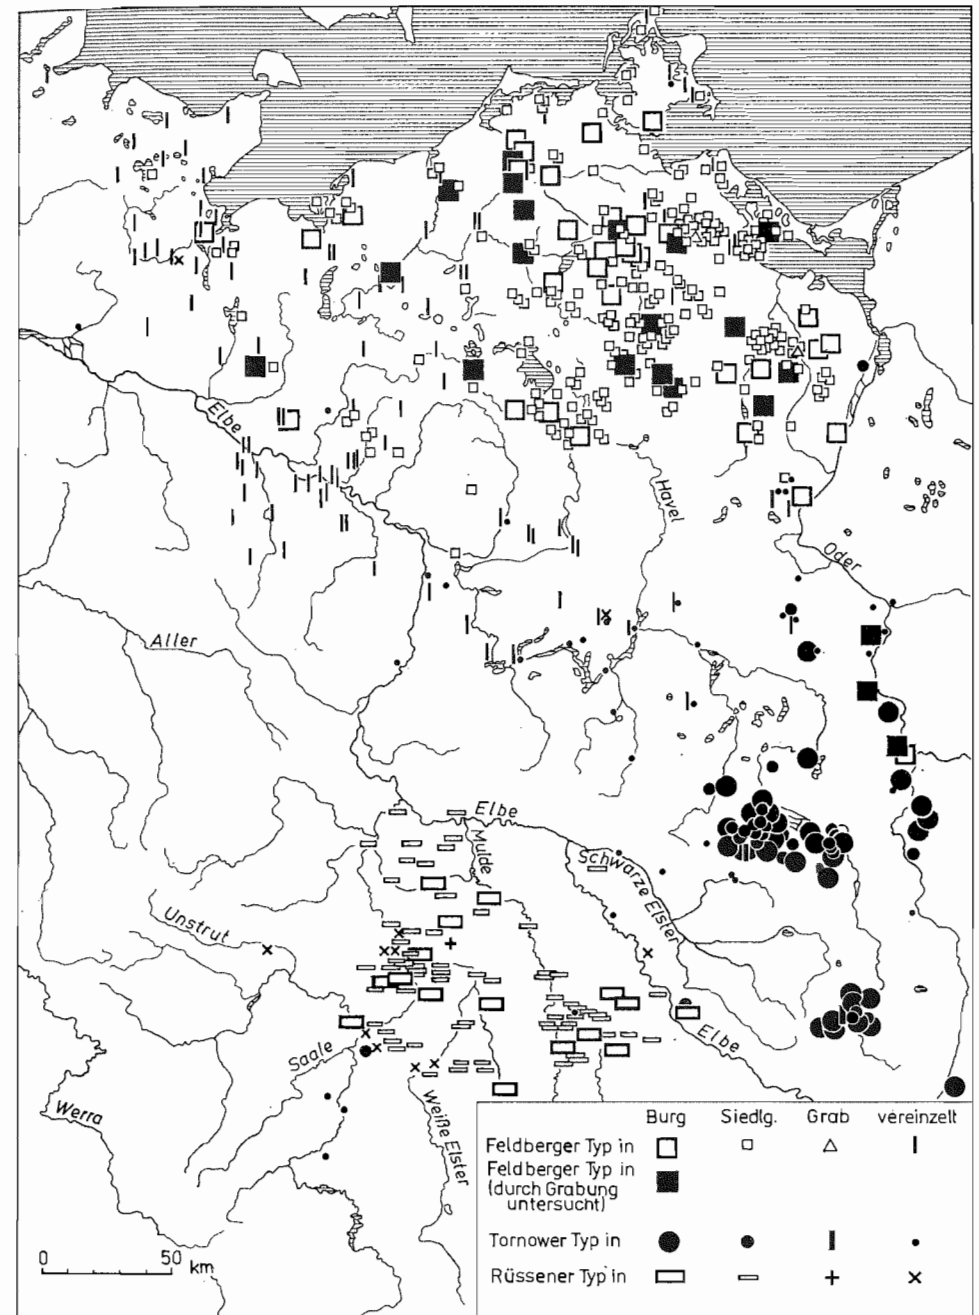 Elbe
Havel
Oder
Aller
Elbe
Mulde
Schwarze Elster
Unstrut
Saale
Elbe
Werra
Weiße Elster
0 50 km
Burg Siedlg. Grab vereinzelt
Feldberger Typ in
Feldberger Typ in
(durch Grabung
untersucht)
Tornower Typ in
Rüssener Typ in